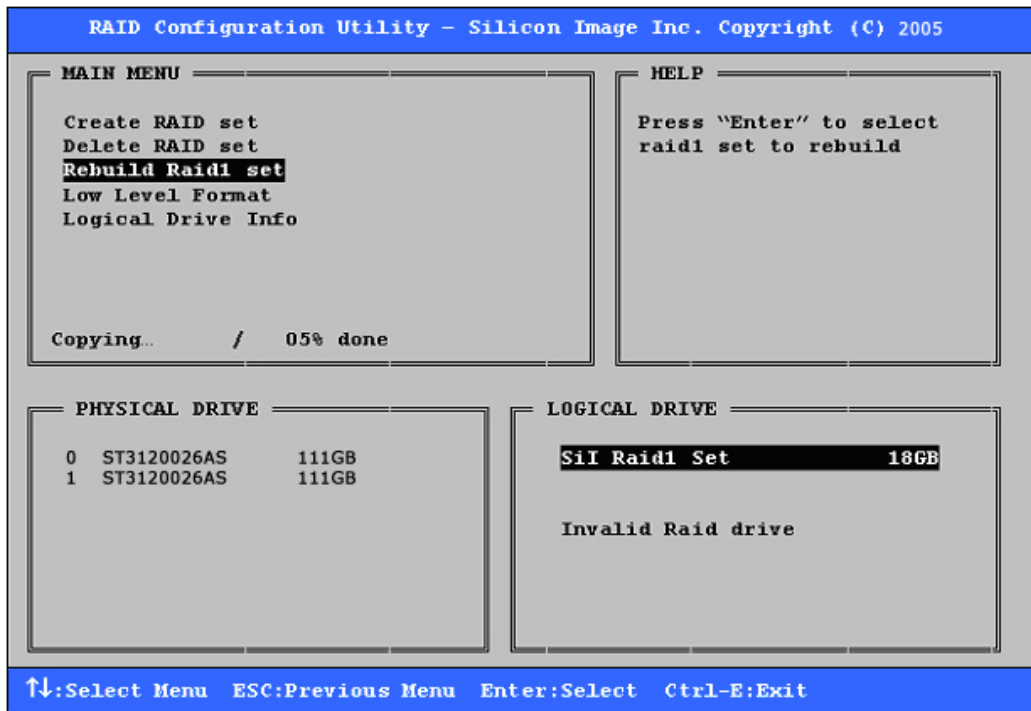 RAID Configuration Utility – Silicon Image Inc. Copyright (C) 2005
MAIN MENU
Create RAID set
Delete RAID set
Rebuild Raid1 set
Low Level Format
Logical Drive Info
Copying… / 05% done
HELP
Press “Enter” to select
raid1 set to rebuild
PHYSICAL DRIVE
0 ST3120026AS 111GB
1 ST3120026AS 111GB
LOGICAL DRIVE
SiI Raid1 Set 18GB
Invalid Raid drive
↑↓:Select Menu ESC:Previous Menu Enter:Select Ctrl-E:Exit